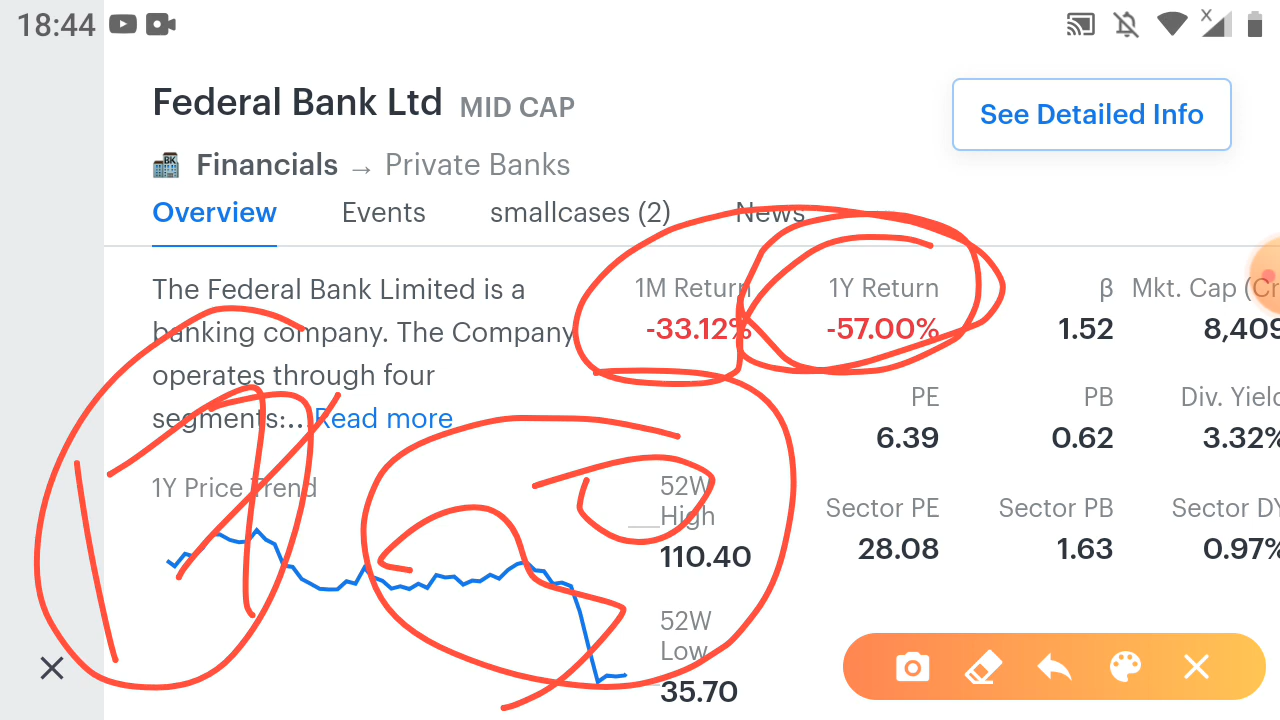 18:44
Federal Bank Ltd MID CAP
See Detailed Info
Financials → Private Banks
Overview Events smallcases (2) News
The Federal Bank Limited is a
banking company. The Company
operates through four
segments:... Read more
1M Return 1Y Return β Mkt. Cap (Cr
-33.12% -57.00% 1.52 8,409
PE PB Div. Yield
6.39 0.62 3.32%
1Y Price Trend
52W
High
110.40
Sector PE Sector PB Sector DY
28.08 1.63 0.97%
52W
Low
35.70